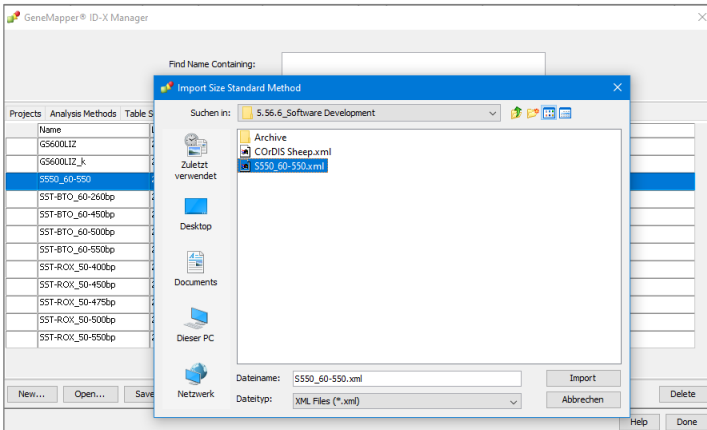 GeneMapper® ID-X Manager
Find Name Containing:
Import Size Standard Method
Suchen in: 5.56.6_Software Development
Projects Analysis Methods Table S
Name
GS600LIZ
GS600LIZ_k
S550_60-550
SST-BTO_60-260bp
SST-BTO_60-450bp
SST-BTO_60-500bp
SST-BTO_60-550bp
SST-ROX_50-400bp
SST-ROX_50-450bp
SST-ROX_50-475bp
SST-ROX_50-500bp
SST-ROX_50-550bp
Zuletzt
verwendet
Desktop
Documents
Dieser PC
Netzwerk
Archive
COrDIS Sheep.xml
S550_60-550.xml
Dateiname: S550_60-550.xml Import
Dateityp: XML Files (*.xml) Abbrechen
New... Open... Save Delete
Help Done